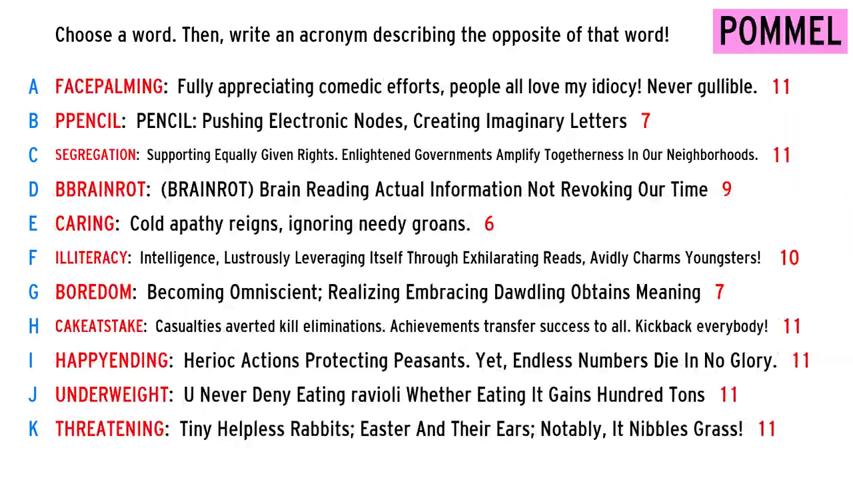 Choose a word. Then, write an acronym describing the opposite of that word!
POMMEL
A FACEPALMING: Fully appreciating comedic efforts, people all love my idiocy! Never gullible. 11
B PPENCIL: PENCIL: Pushing Electronic Nodes, Creating Imaginary Letters 7
C SEGREGATION: Supporting Equally Given Rights. Enlightened Governments Amplify Togetherness In Our Neighborhoods. 11
D BBRAINROT: (BRAINROT) Brain Reading Actual Information Not Revoking Our Time 9
E CARING: Cold apathy reigns, ignoring needy groans. 6
F ILLITERACY: Intelligence, Lustrously Leveraging Itself Through Exhilarating Reads, Avidly Charms Youngsters! 10
G BOREDOM: Becoming Omniscient; Realizing Embracing Dawdling Obtains Meaning 7
H CAKEATSTAKE: Casualties averted kill eliminations. Achievements transfer success to all. Kickback everybody! 11
I HAPPYENDING: Herioc Actions Protecting Peasants. Yet, Endless Numbers Die In No Glory. 11
J UNDERWEIGHT: U Never Deny Eating ravioli Whether Eating It Gains Hundred Tons 11
K THREATENING: Tiny Helpless Rabbits; Easter And Their Ears; Notably, It Nibbles Grass! 11